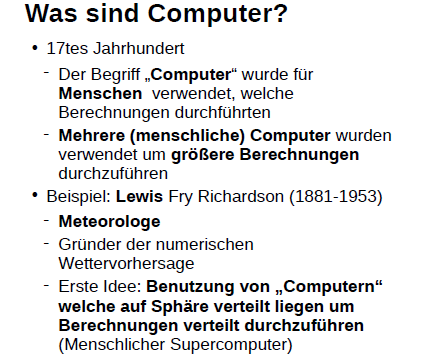 Was sind Computer?
• 17tes Jahrhundert
- Der Begriff „Computer“ wurde für
Menschen verwendet, welche
Berechnungen durchführten
- Mehrere (menschliche) Computer wurden
verwendet um größere Berechnungen
durchzuführen
• Beispiel: Lewis Fry Richardson (1881-1953)
- Meteorologe
- Gründer der numerischen
Wettervorhersage
- Erste Idee: Benutzung von „Computern“
welche auf Sphäre verteilt liegen um
Berechnungen verteilt durchzuführen
(Menschlicher Supercomputer)